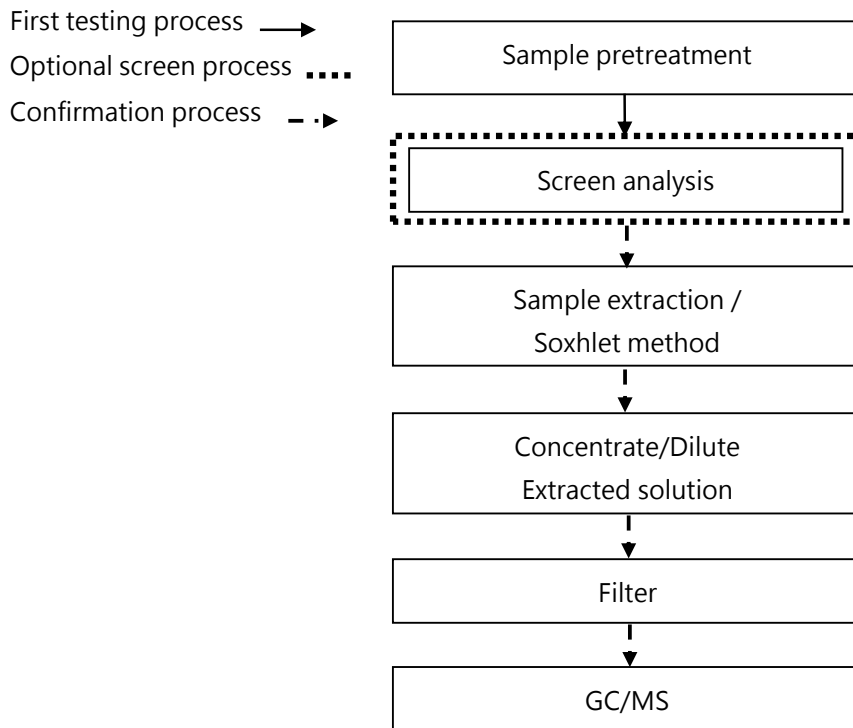 First testing process
Optional screen process
Confirmation process
Sample pretreatment
Screen analysis
Sample extraction /
Soxhlet method
Concentrate/Dilute
Extracted solution
Filter
GC/MS